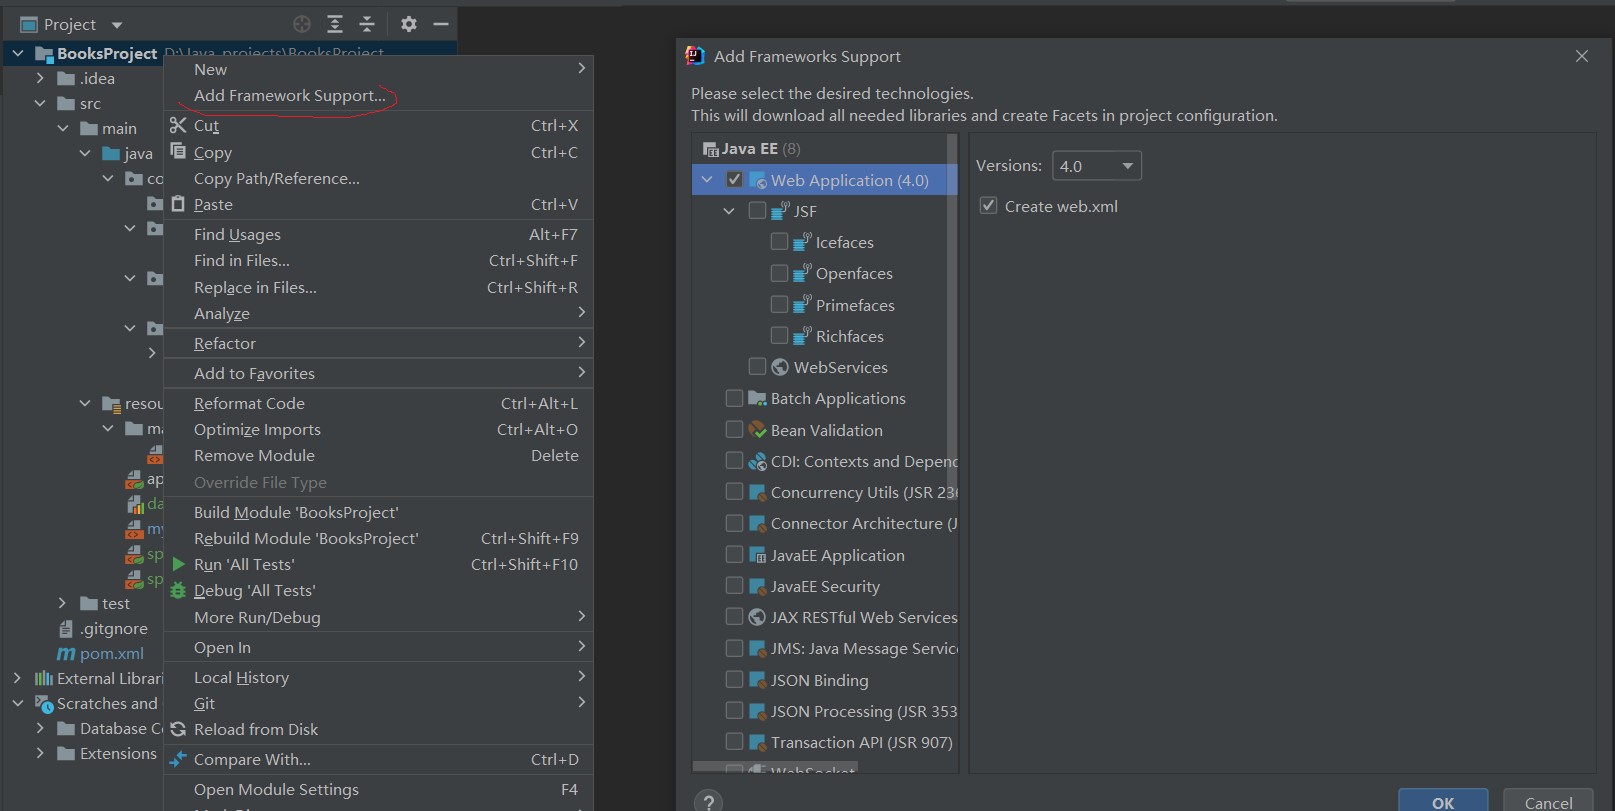 Project
BooksProject D:\Java_projects\BooksProject
.idea
src
main
java
co
resou
ma
ap
da
my
sp
sp
test
.gitgnore
pom.xml
External Librari
Scratches and
Database C
Extensions
New
Add Framework Support...
Cut Ctrl+X
Copy Ctrl+C
Copy Path/Reference...
Paste Ctrl+V
Find Usages Alt+F7
Find in Files... Ctrl+Shift+F
Replace in Files... Ctrl+Shift+R
Analyze
Refactor
Add to Favorites
Reformat Code Ctrl+Alt+L
Optimize Imports Ctrl+Alt+O
Remove Module Delete
Override File Type
Build Module 'BooksProject'
Rebuild Module 'BooksProject' Ctrl+Shift+F9
Run 'All Tests' Ctrl+Shift+F10
Debug 'All Tests'
More Run/Debug
Open In
Local History
Git
Reload from Disk
Compare With... Ctrl+D
Open Module Settings F4
Add Frameworks Support
Please select the desired technologies.
This will download all needed libraries and create Facets in project configuration.
Java EE (8)
Web Application (4.0)
JSF
Icefaces
Openfaces
Primefaces
Richfaces
WebServices
Batch Applications
Bean Validation
CDI: Contexts and Depend
Concurrency Utils (JSR 236
Connector Architecture (J
JavaEE Application
JavaEE Security
JAX RESTful Web Services
JMS: Java Message Servic
JSON Binding
JSON Processing (JSR 353
Transaction API (JSR 907)
WebSocket
Versions: 4.0
Create web.xml
?
OK
Cancel